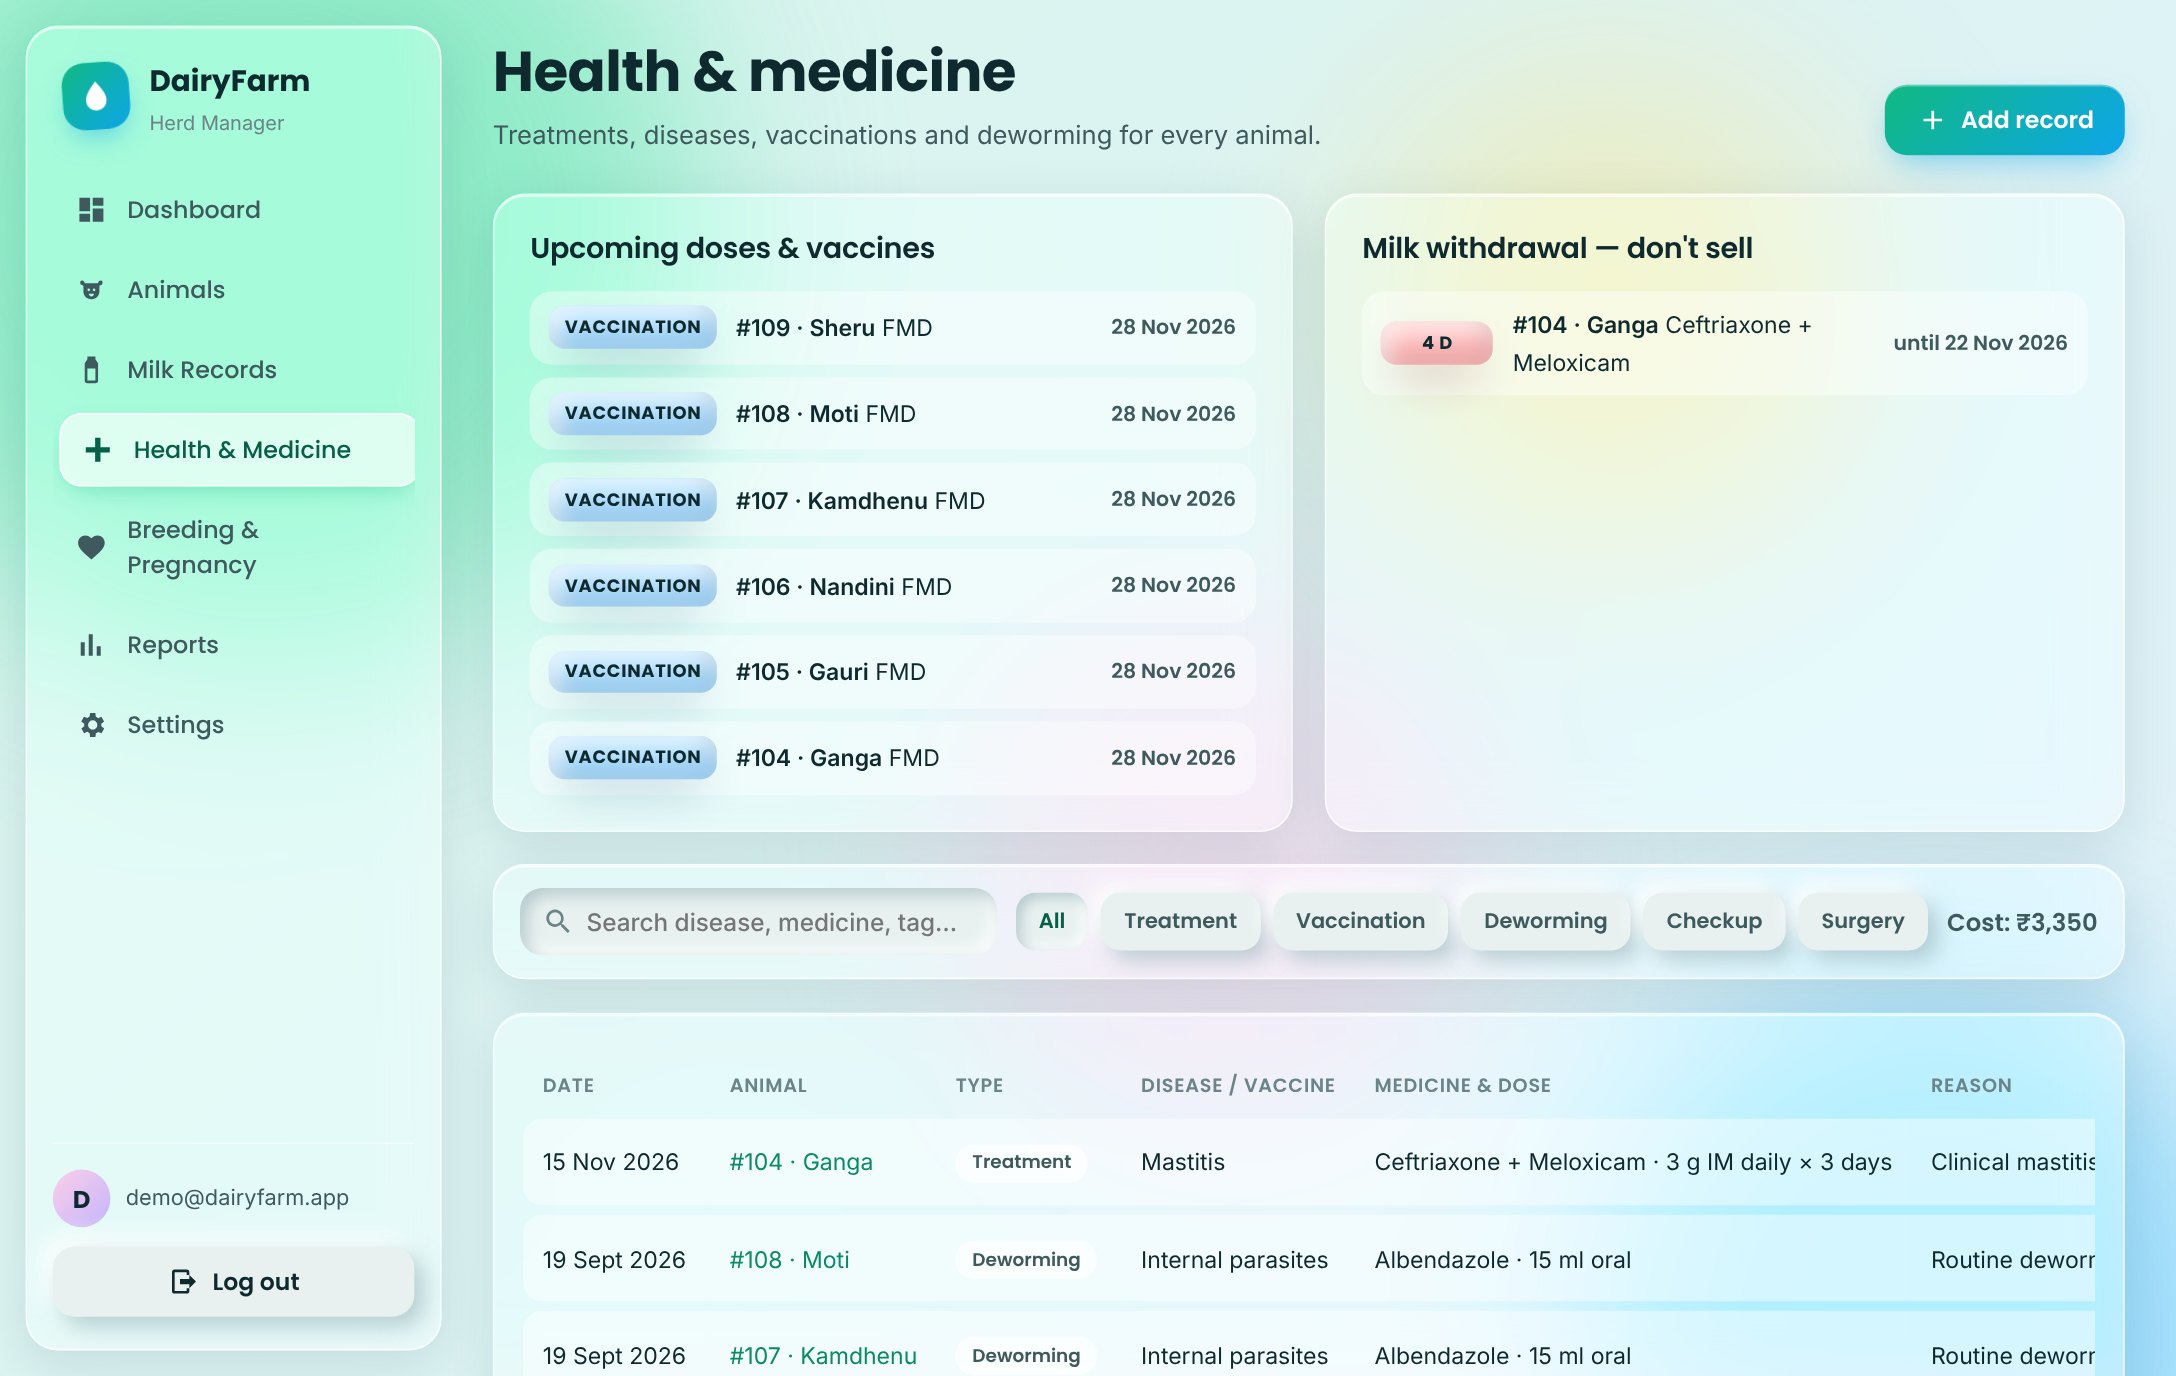 DairyFarm
Herd Manager
Dashboard
Animals
Milk Records
Health & Medicine
Breeding &
Pregnancy
Reports
Settings
D
demo@dairyfarm.app
Log out
Health & medicine
Treatments, diseases, vaccinations and deworming for every animal.
Add record
Upcoming doses & vaccines
VACCINATION #109 · Sheru FMD 28 Nov 2026
VACCINATION #108 · Moti FMD 28 Nov 2026
VACCINATION #107 · Kamdhenu FMD 28 Nov 2026
VACCINATION #106 · Nandini FMD 28 Nov 2026
VACCINATION #105 · Gauri FMD 28 Nov 2026
VACCINATION #104 · Ganga FMD 28 Nov 2026
Milk withdrawal — don't sell
4 D #104 · Ganga Ceftriaxone +
Meloxicam until 22 Nov 2026
Search disease, medicine, tag... All Treatment Vaccination Deworming Checkup Surgery Cost: ₹3,350
DATE ANIMAL TYPE DISEASE / VACCINE MEDICINE & DOSE REASON
15 Nov 2026 #104 · Ganga Treatment Mastitis Ceftriaxone + Meloxicam · 3 g IM daily × 3 days Clinical mastitis
19 Sept 2026 #108 · Moti Deworming Internal parasites Albendazole · 15 ml oral Routine
19 Sept 2026 #107 · Kamdhenu Deworming Internal parasites Albendazole · 15 ml oral Routine